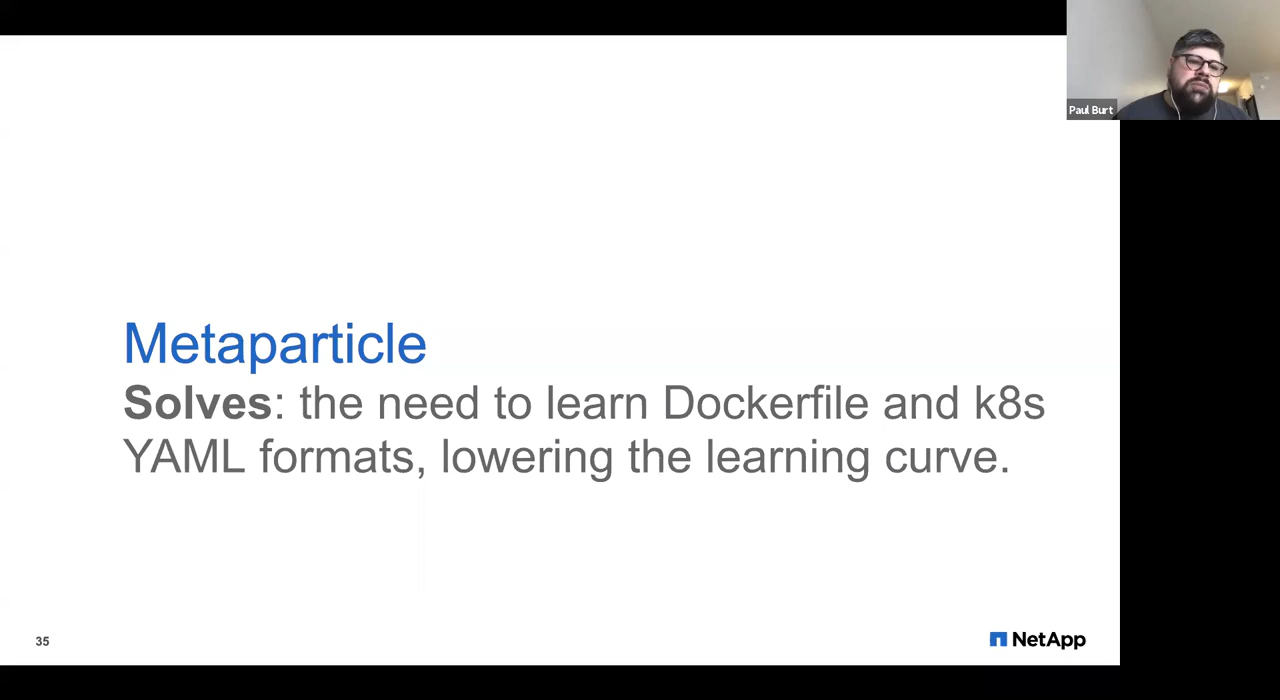 Paul Burt
Metaparticle
Solves: the need to learn Dockerfile and k8s
YAML formats, lowering the learning curve.
35
NetApp